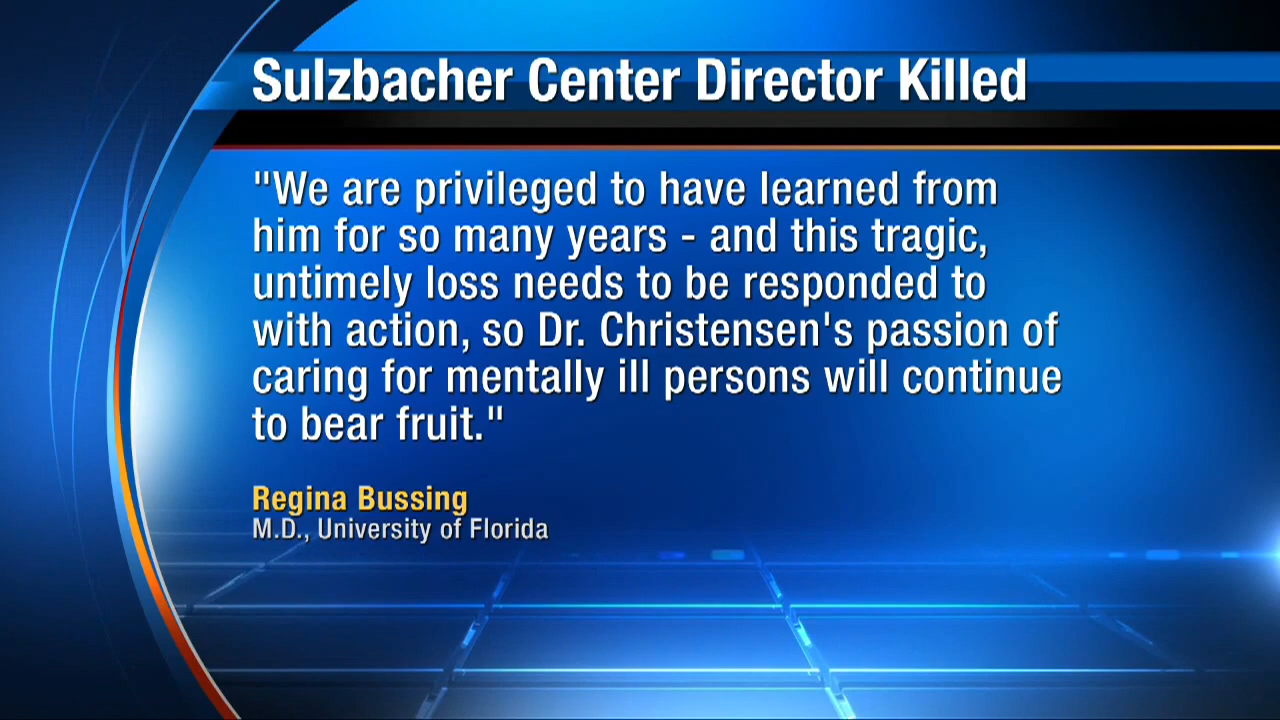 Sulzbacher Center Director Killed
"We are privileged to have learned from
him for so many years - and this tragic,
untimely loss needs to be responded to
with action, so Dr. Christensen's passion of
caring for mentally ill persons will continue
to bear fruit."
Regina Bussing
M.D., University of Florida